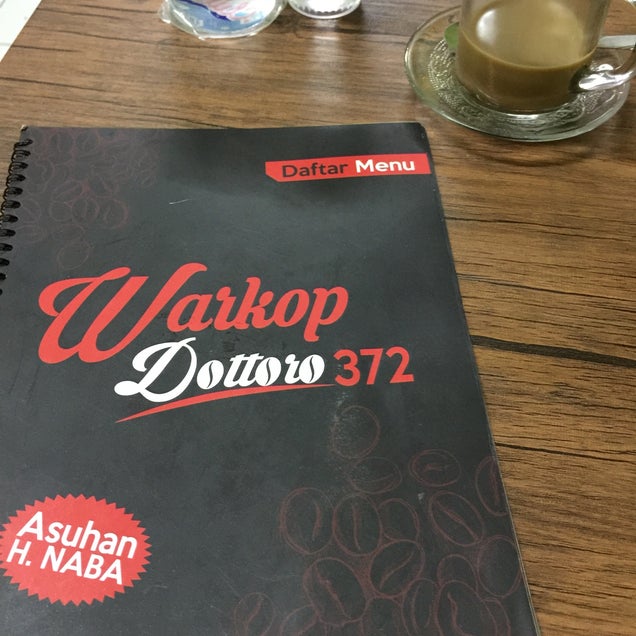 Daftar Menu
Warkop
Dottoro 372
Asuhan
H. NABA